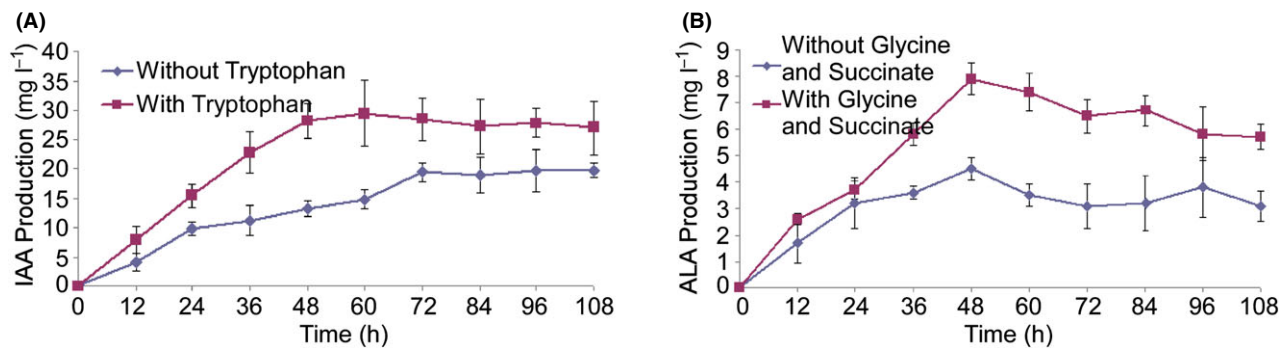 (A)
IAA Production (mg l⁻¹)
40
35
30
25
20
15
10
5
0
Without Tryptophan
With Tryptophan
0 12 24 36 48 60 72 84 96 108
Time (h)
(B)
ALA Production (mg l⁻¹)
9
8
7
6
5
4
3
2
1
0
Without Glycine
and Succinate
With Glycine
and Succinate
0 12 24 36 48 60 72 84 96 108
Time (h)